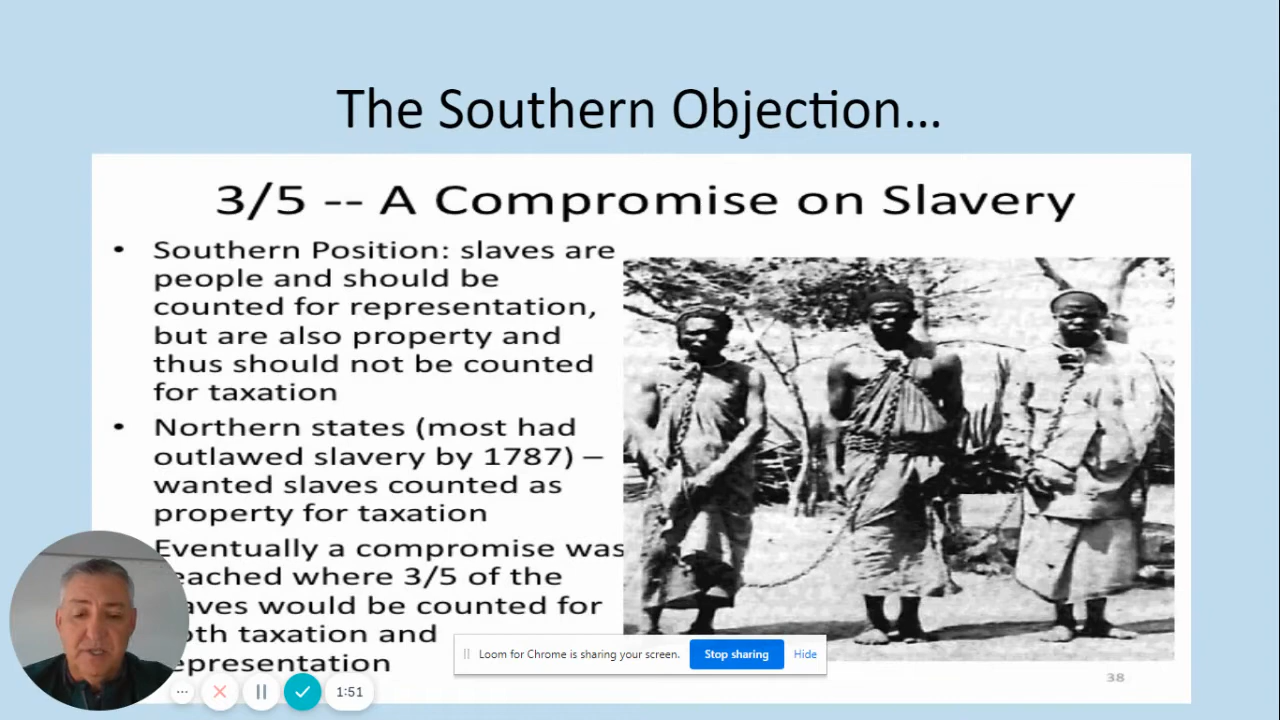 The Southern Objection...
3/5 -- A Compromise on Slavery
• Southern Position: slaves are
people and should be
counted for representation,
but are also property and
thus should not be counted
for taxation
• Northern states (most had
outlawed slavery by 1787) –
wanted slaves counted as
property for taxation
Eventually a compromise was
eached where 3/5 of the
aves would be counted for
oth taxation and
epresentation
Loom for Chrome is sharing your screen. Stop sharing Hide
38
1:51